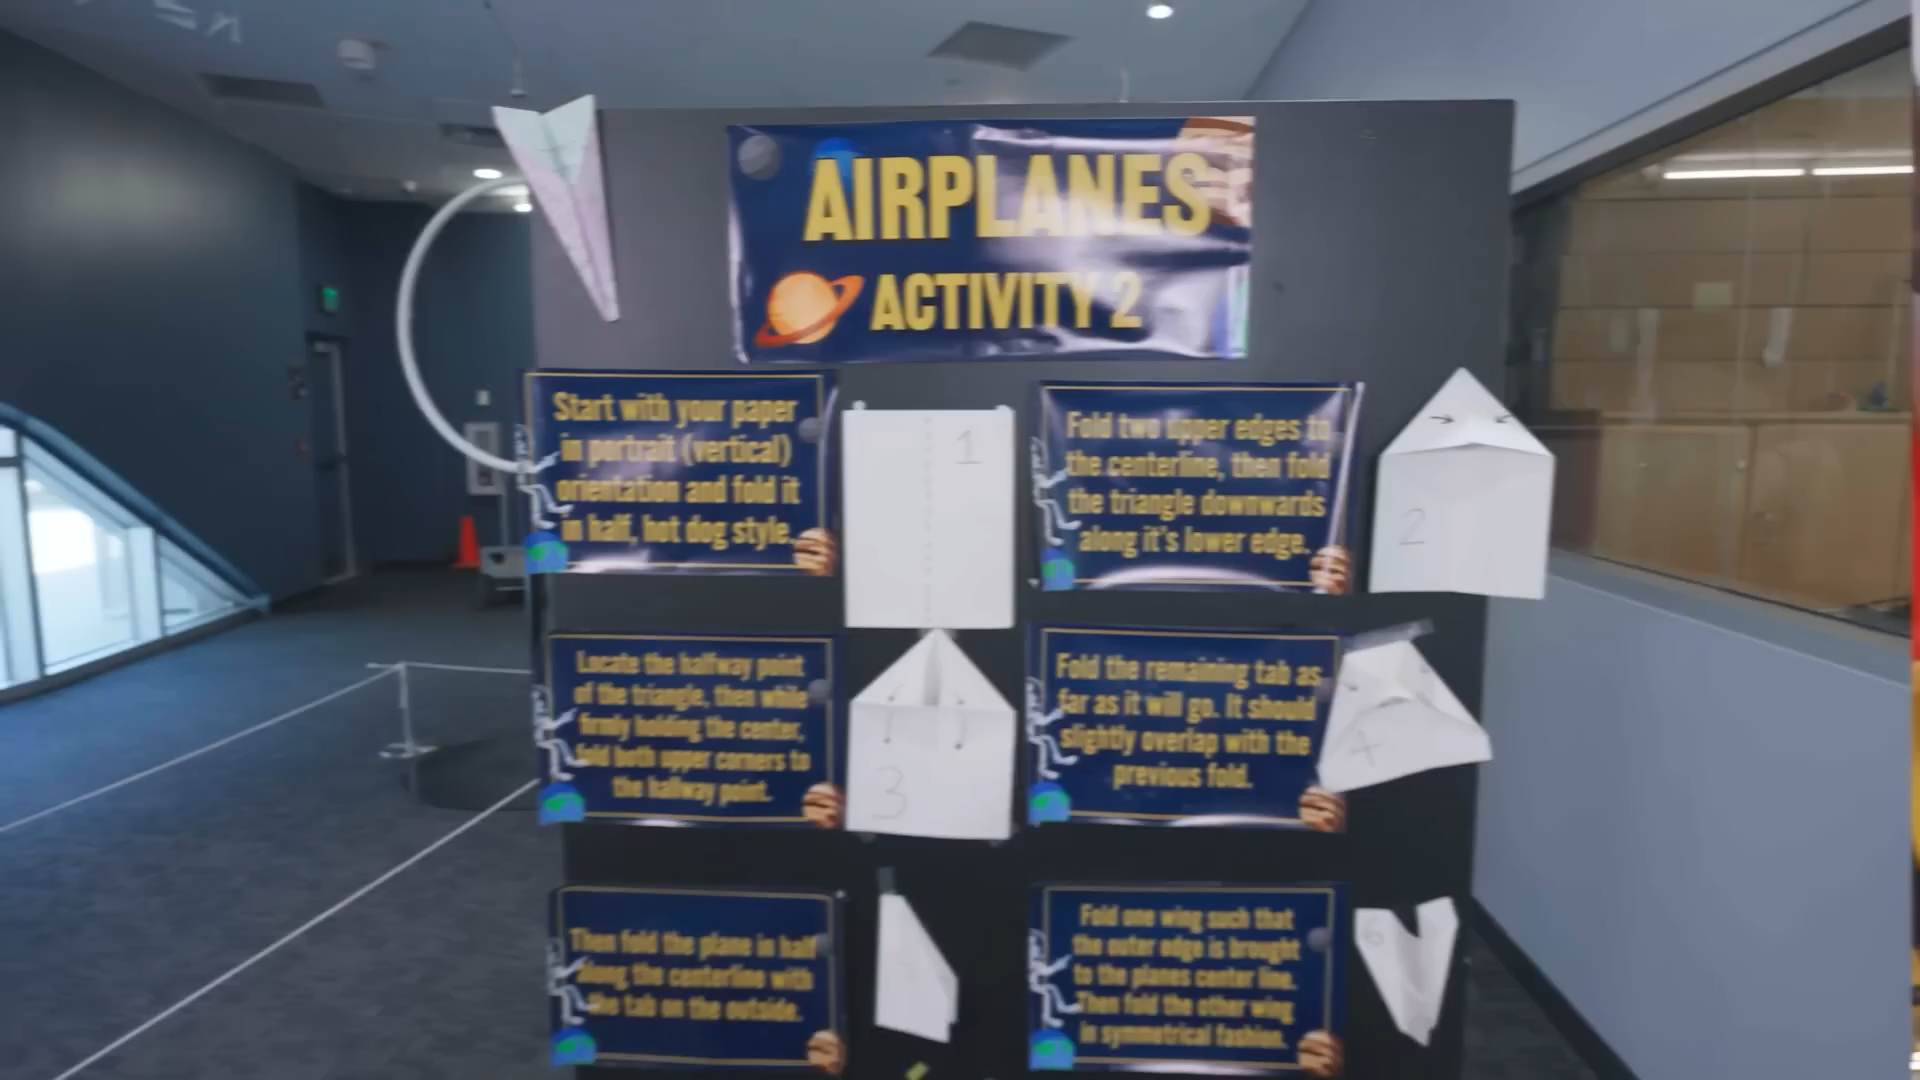 AIRPLANES
ACTIVITY 2
Start with your paper
in portrait (vertical)
orientation and fold it
in half, hot dog style.
1
Fold two upper edges to
the centerline, then fold
the triangle downwards
along it's lower edge.
2
Locate the halfway point
of the triangle, then while
firmly holding the center,
fold both upper corners to
the halfway point.
3
Fold the remaining tab as
far as it will go. It should
slightly overlap with the
previous fold.
4
Then fold the plane in half
along the centerline with
the tab on the outside.
Fold one wing such that
the outer edge is brought
to the planes center line.
Then fold the other wing
in symmetrical fashion.
6